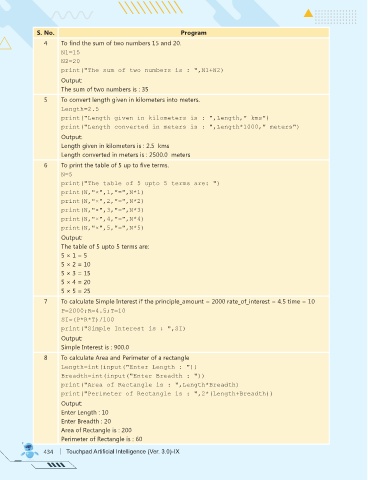 S. No. Program
4 To find the sum of two numbers 15 and 20
N1=15
N2=20
print("The sum of two numbers is : ",N1+N2)
Output:
The sum of two numbers is : 35
5 To convert length given in kilometers into meters.
Length=2.5
print("Length given in kilometers is : ",Length," kms")
print("Length converted in meters is : ",Length*1000," meters")
Output:
Length given in kilometers is : 2.5 kms
Length converted in meters is : 2500.0 meters
6 To print the table of 5 up to five terms.
N=5
print("The table of 5 upto 5 terms are: ")
print(N,"×",1,"=",N*1)
print(N,"×",2,"=",N*2)
print(N,"×",3,"=",N*3)
print(N,"×",4,"=",N*4)
print(N,"×",5,"=",N*5)
Output:
The table of 5 upto 5 terms are:
5 × 1 = 5
5 × 2 = 10
5 × 3 = 15
5 × 4 = 20
5 × 5 = 25
7 To calculate Simple Interest if the principle_amount = 2000 rate_of_interest = 4.5 time = 10
P=2000;R=4.5;T=10
SI=(P*R*T)/100
print("Simple Interest is : ",SI)
Output:
Simple Interest is : 900.0
8 To calculate Area and Perimeter of a rectangle
Length=int(input("Enter Length : "))
Breadth=int(input("Enter Breadth : "))
print("Area of Rectangle is : ",Length*Breadth)
print("Perimeter of Rectangle is : ",2*(Length+Breadth))
Output:
Enter Length : 10
Enter Breadth : 20
Area of Rectangle is : 200
Perimeter of Rectangle is : 60
434 Touchpad Artificial Intelligence (Ver. 3.0)-IX